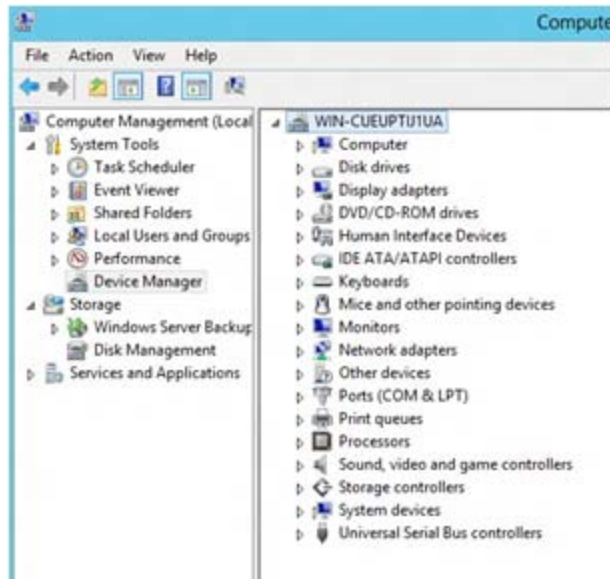 Compute
File Action View Help
Computer Management (Local
System Tools
Task Scheduler
Event Viewer
Shared Folders
Local Users and Groups
Performance
Device Manager
Storage
Windows Server Backup
Disk Management
Services and Applications
WIN-CUEUPTIJ1UA
Computer
Disk drives
Display adapters
DVD/CD-ROM drives
Human Interface Devices
IDE ATA/ATAPI controllers
Keyboards
Mice and other pointing devices
Monitors
Network adapters
Other devices
Ports (COM & LPT)
Print queues
Processors
Sound, video and game controllers
Storage controllers
System devices
Universal Serial Bus controllers